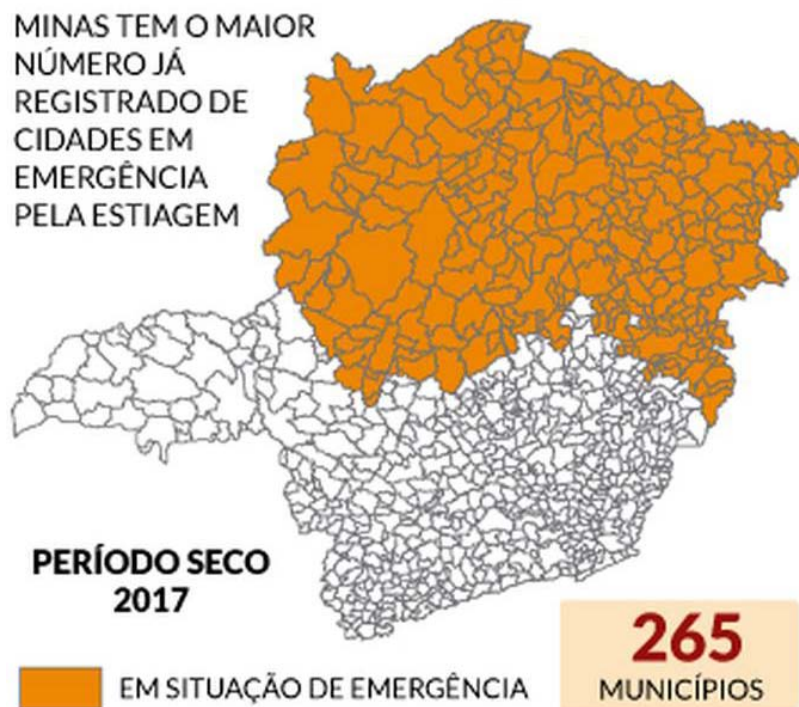 MINAS TEM O MAIOR
NÚMERO JÁ
REGISTRADO DE
CIDADES EM
EMERGÊNCIA
PELA ESTIAGEM
PERÍODO SECO
2017
EM SITUAÇÃO DE EMERGÊNCIA
265
MUNICÍPIOS